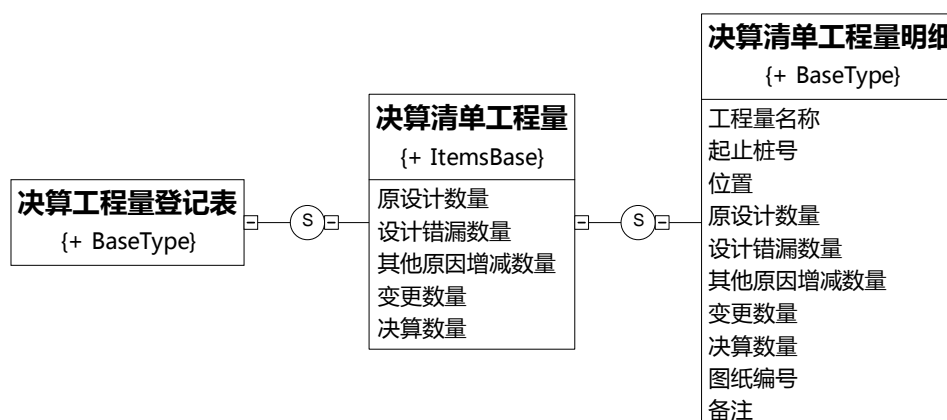 决算工程量登记表
{+ BaseType}
S
决算清单工程量
{+ ItemsBase}
原设计数量
设计错漏数量
其他原因增减数量
变更数量
决算数量
S
决算清单工程量明细
{+ BaseType}
工程量名称
起止桩号
位置
原设计数量
设计错漏数量
其他原因增减数量
变更数量
决算数量
图纸编号
备注